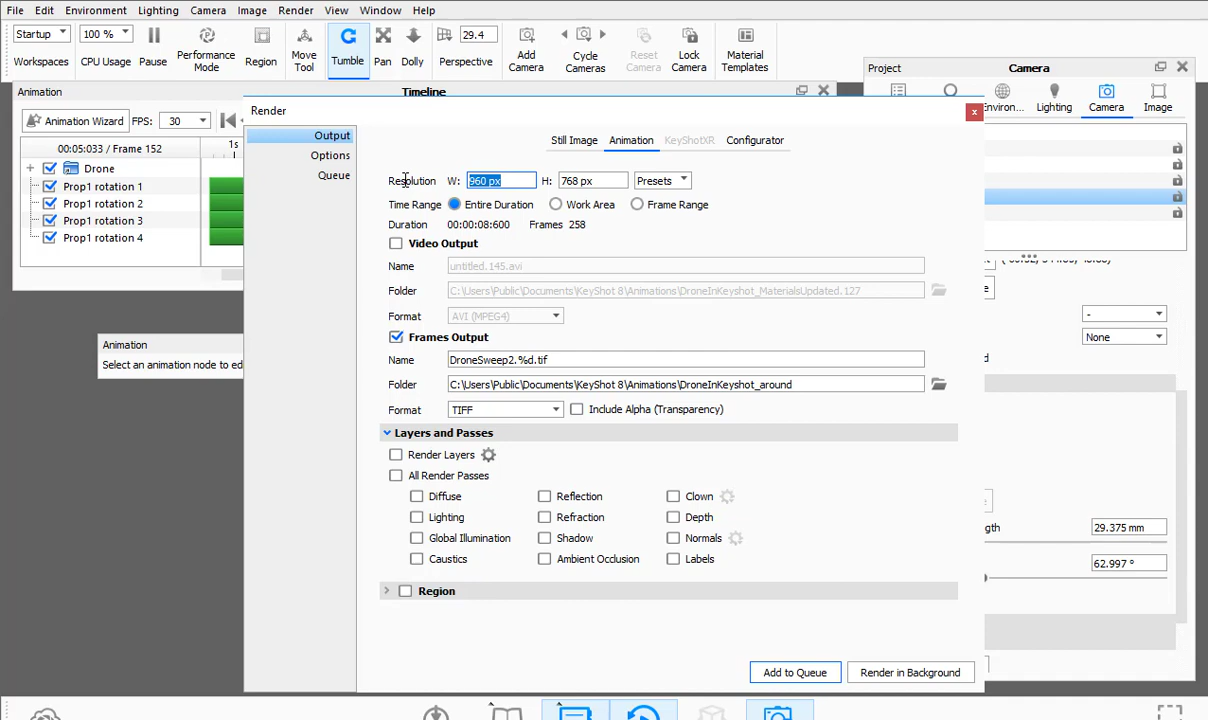 File Edit Environment Lighting Camera Image Render View Window Help
Startup 100 % 29.4
Workspaces CPU Usage Pause Performance Mode Region Move Tool Tumble Pan Dolly Perspective Add Camera Cycle Cameras Reset Camera Lock Camera Material Templates
Project Camera
Animation Timeline
Environ... Lighting Camera Image
Render
Animation Wizard FPS: 30
Output
Options
Queue
Still Image Animation KeyShotXR Configurator
00:05:033 / Frame 152 1s
Drone
Prop1 rotation 1
Prop1 rotation 2
Prop1 rotation 3
Prop1 rotation 4
Resolution W: 960 px H: 768 px Presets
Time Range Entire Duration Work Area Frame Range
Duration 00:00:08:600 Frames 258
Video Output
Name untitled.145.avi
Folder C:\Users\Public\Documents\KeyShot 8\Animations\DroneInKeyshot_MaterialsUpdated.127
Format AVI (MPEG4)
Frames Output
Name DroneSweep2.%d.tif
Folder C:\Users\Public\Documents\KeyShot 8\Animations\DroneInKeyshot_around
Format TIFF Include Alpha (Transparency)
Animation
Select an animation node to ed
Layers and Passes
Render Layers
All Render Passes
Diffuse Reflection Clown
Lighting Refraction Depth
Global Illumination Shadow Normals
Caustics Ambient Occlusion Labels
Region
Add to Queue Render in Background
-
None
29.375 mm
62.997 °